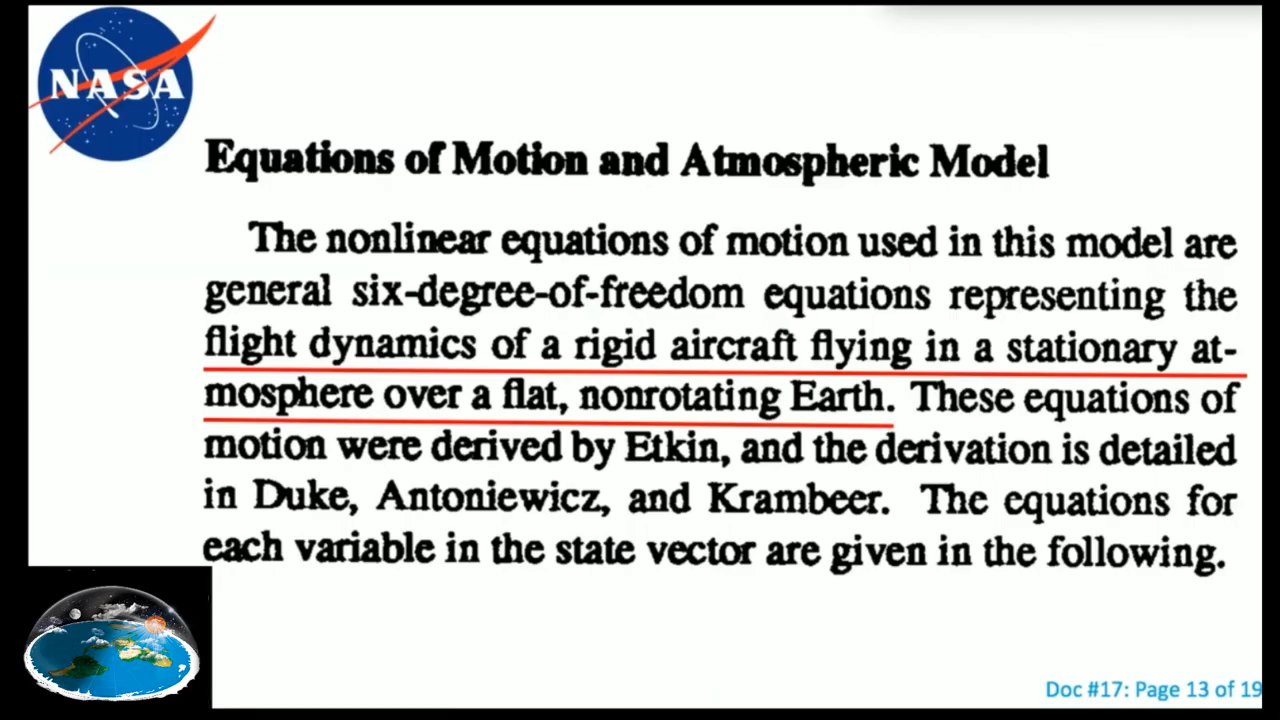 NASA
Equations of Motion and Atmospheric Model
The nonlinear equations of motion used in this model are
general six-degree-of-freedom equations representing the
flight dynamics of a rigid aircraft flying in a stationary at-
mosphere over a flat, nonrotating Earth. These equations of
motion were derived by Etkin, and the derivation is detailed
in Duke, Antoniewicz, and Krambeer. The equations for
each variable in the state vector are given in the following.
Doc #17: Page 13 of 19